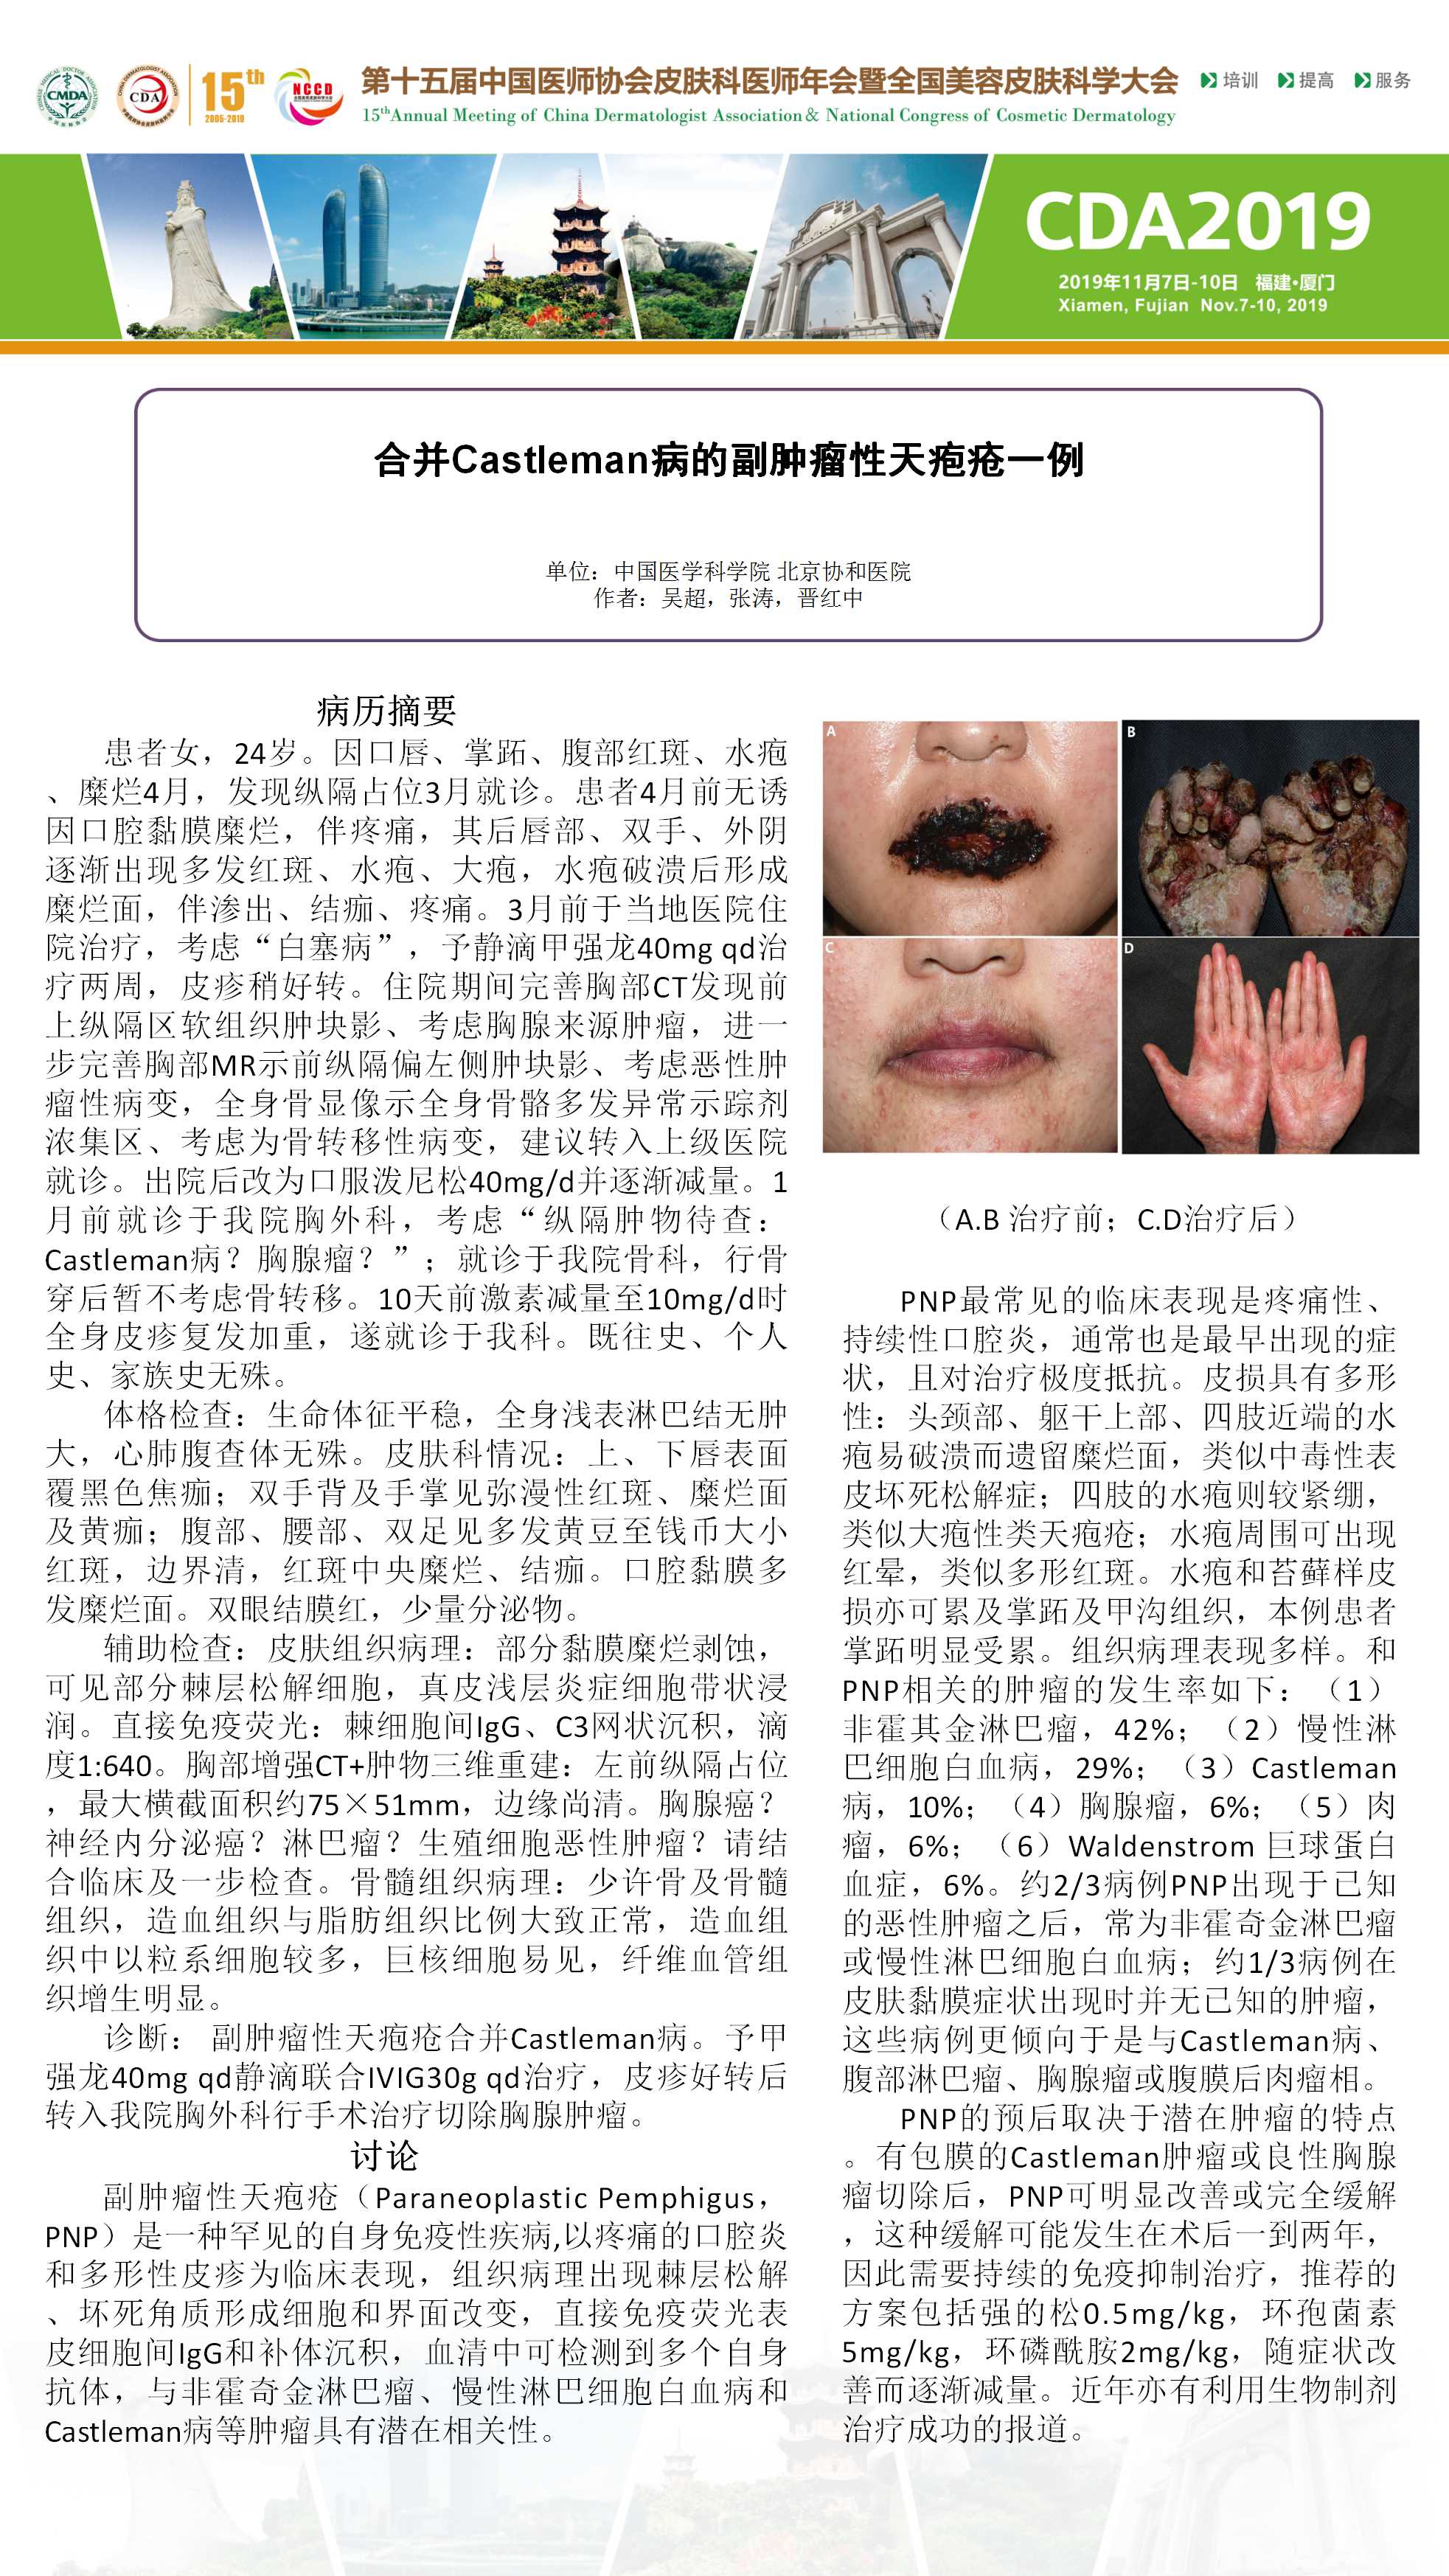 CMDA
CDA
15th
2005-2019
NCCD
第十五届中国医师协会皮肤科医师年会暨全国美容皮肤科学大会
15thAnnual Meeting of China Dermatologist Association& National Congress of Cosmetic Dermatology
培训 提高 服务
CDA2019
2019年11月7日-10日 福建·厦门
Xiamen, Fujian Nov.7-10, 2019
合并Castleman病的副肿瘤性天疱疮一例
单位：中国医学科学院 北京协和医院
作者：吴超，张涛，晋红中
病历摘要
患者女，24岁。因口唇、掌跖、腹部红斑、水疱
、糜烂4月，发现纵隔占位3月就诊。患者4月前无诱
因口腔黏膜糜烂，伴疼痛，其后唇部、双手、外阴
逐渐出现多发红斑、水疱、大疱，水疱破溃后形成
糜烂面，伴渗出、结痂、疼痛。3月前于当地医院住
院治疗，考虑“白塞病”，予静滴甲强龙40mg qd治
疗两周，皮疹稍好转。住院期间完善胸部CT发现前
上纵隔区软组织肿块影、考虑胸腺来源肿瘤，进一
步完善胸部MR示前纵隔偏左侧肿块影、考虑恶性肿
瘤性病变，全身骨显像示全身骨骼多发异常示踪剂
浓集区、考虑为骨转移性病变，建议转入上级医院
就诊。出院后改为口服泼尼松40mg/d并逐渐减量。1
月前就诊于我院胸外科，考虑“纵隔肿物待查：
Castleman病？胸腺瘤？”；就诊于我院骨科，行骨
穿后暂不考虑骨转移。10天前激素减量至10mg/d时
全身皮疹复发加重，遂就诊于我科。既往史、个人
史、家族史无殊。
体格检查：生命体征平稳，全身浅表淋巴结无肿
大，心肺腹查体无殊。皮肤科情况：上、下唇表面
覆黑色焦痂；双手背及手掌见弥漫性红斑、糜烂面
及黄痂；腹部、腰部、双足见多发黄豆至钱币大小
红斑，边界清，红斑中央糜烂、结痂。口腔黏膜多
发糜烂面。双眼结膜红，少量分泌物。
辅助检查：皮肤组织病理：部分黏膜糜烂剥蚀，
可见部分棘层松解细胞，真皮浅层炎症细胞带状浸
润。直接免疫荧光：棘细胞间IgG、C3网状沉积，滴
度1:640。胸部增强CT+肿物三维重建：左前纵隔占位
，最大横截面积约75×51mm，边缘尚清。胸腺癌？
神经内分泌癌？淋巴瘤？生殖细胞恶性肿瘤？请结
合临床及一步检查。骨髓组织病理：少许骨及骨髓
组织，造血组织与脂肪组织比例大致正常，造血组
织中以粒系细胞较多，巨核细胞易见，纤维血管组
织增生明显。
诊断： 副肿瘤性天疱疮合并Castleman病。予甲
强龙40mg qd静滴联合IVIG30g qd治疗，皮疹好转后
转入我院胸外科行手术治疗切除胸腺肿瘤。
讨论
副肿瘤性天疱疮（Paraneoplastic Pemphigus，
PNP）是一种罕见的自身免疫性疾病,以疼痛的口腔炎
和多形性皮疹为临床表现，组织病理出现棘层松解
、坏死角质形成细胞和界面改变，直接免疫荧光表
皮细胞间IgG和补体沉积，血清中可检测到多个自身
抗体，与非霍奇金淋巴瘤、慢性淋巴细胞白血病和
Castleman病等肿瘤具有潜在相关性。
A
B
C
D
（A.B 治疗前；C.D治疗后）
PNP最常见的临床表现是疼痛性、
持续性口腔炎，通常也是最早出现的症
状，且对治疗极度抵抗。皮损具有多形
性：头颈部、躯干上部、四肢近端的水
疱易破溃而遗留糜烂面，类似中毒性表
皮坏死松解症；四肢的水疱则较紧绷，
类似大疱性类天疱疮；水疱周围可出现
红晕，类似多形红斑。水疱和苔藓样皮
损亦可累及掌跖及甲沟组织，本例患者
掌跖明显受累。组织病理表现多样。和
PNP相关的肿瘤的发生率如下：（1）
非霍其金淋巴瘤，42%；（2）慢性淋
巴细胞白血病，29%；（3）Castleman
病，10%；（4）胸腺瘤，6%；（5）肉
瘤，6%；（6）Waldenstrom 巨球蛋白
血症，6%。约2/3病例PNP出现于已知
的恶性肿瘤之后，常为非霍奇金淋巴瘤
或慢性淋巴细胞白血病；约1/3病例在
皮肤黏膜症状出现时并无已知的肿瘤，
这些病例更倾向于是与Castleman病、
腹部淋巴瘤、胸腺瘤或腹膜后肉瘤相。
PNP的预后取决于潜在肿瘤的特点
。有包膜的Castleman肿瘤或良性胸腺
瘤切除后，PNP可明显改善或完全缓解
，这种缓解可能发生在术后一到两年，
因此需要持续的免疫抑制治疗，推荐的
方案包括强的松0.5mg/kg，环孢菌素
5mg/kg，环磷酰胺2mg/kg，随症状改
善而逐渐减量。近年亦有利用生物制剂
治疗成功的报道。